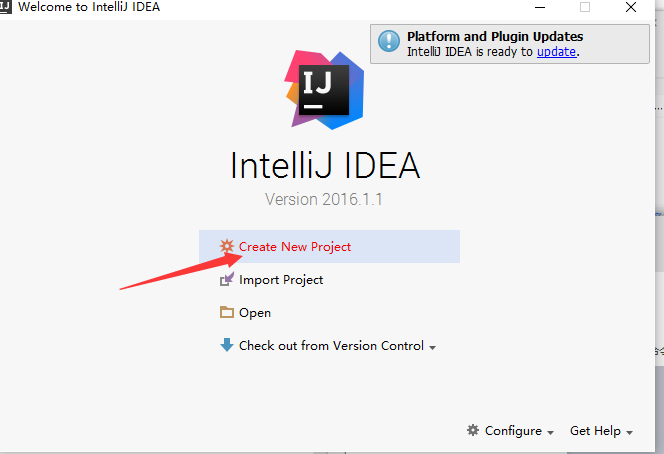 Welcome to IntelliJ IDEA
Platform and Plugin Updates
IntelliJ IDEA is ready to update.
IJ
IntelliJ IDEA
Version 2016.1.1
Create New Project
Import Project
Open
Check out from Version Control
Configure
Get Help